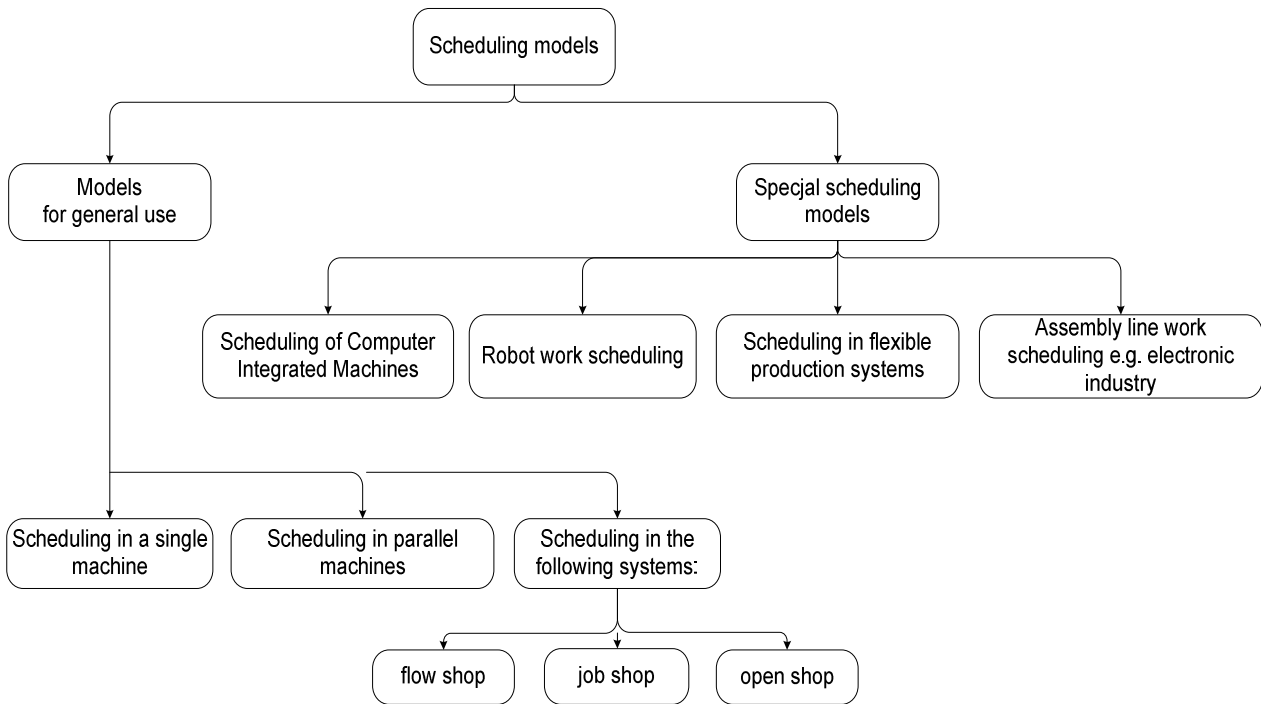 Scheduling models
Models
for general use
Specjal scheduling
models
Scheduling of Computer
Integrated Machines
Robot work scheduling
Scheduling in flexible
production systems
Assembly line work
scheduling e.g. electronic
industry
Scheduling in a single
machine
Scheduling in parallel
machines
Scheduling in the
following systems:
flow shop
job shop
open shop